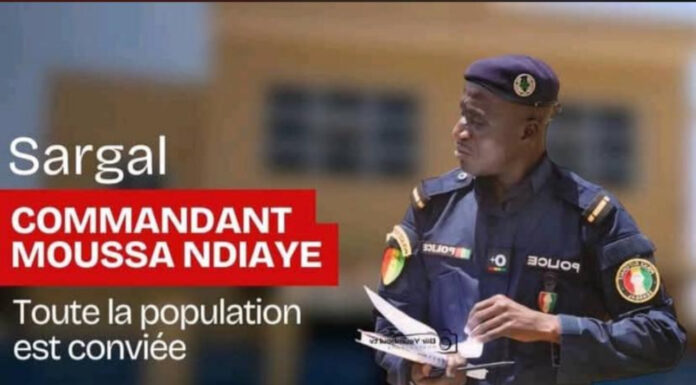 Sargal
COMMANDANT
MOUSSA NDIAYE
Toute la population
est conviée
POLICE
O+
POLICE